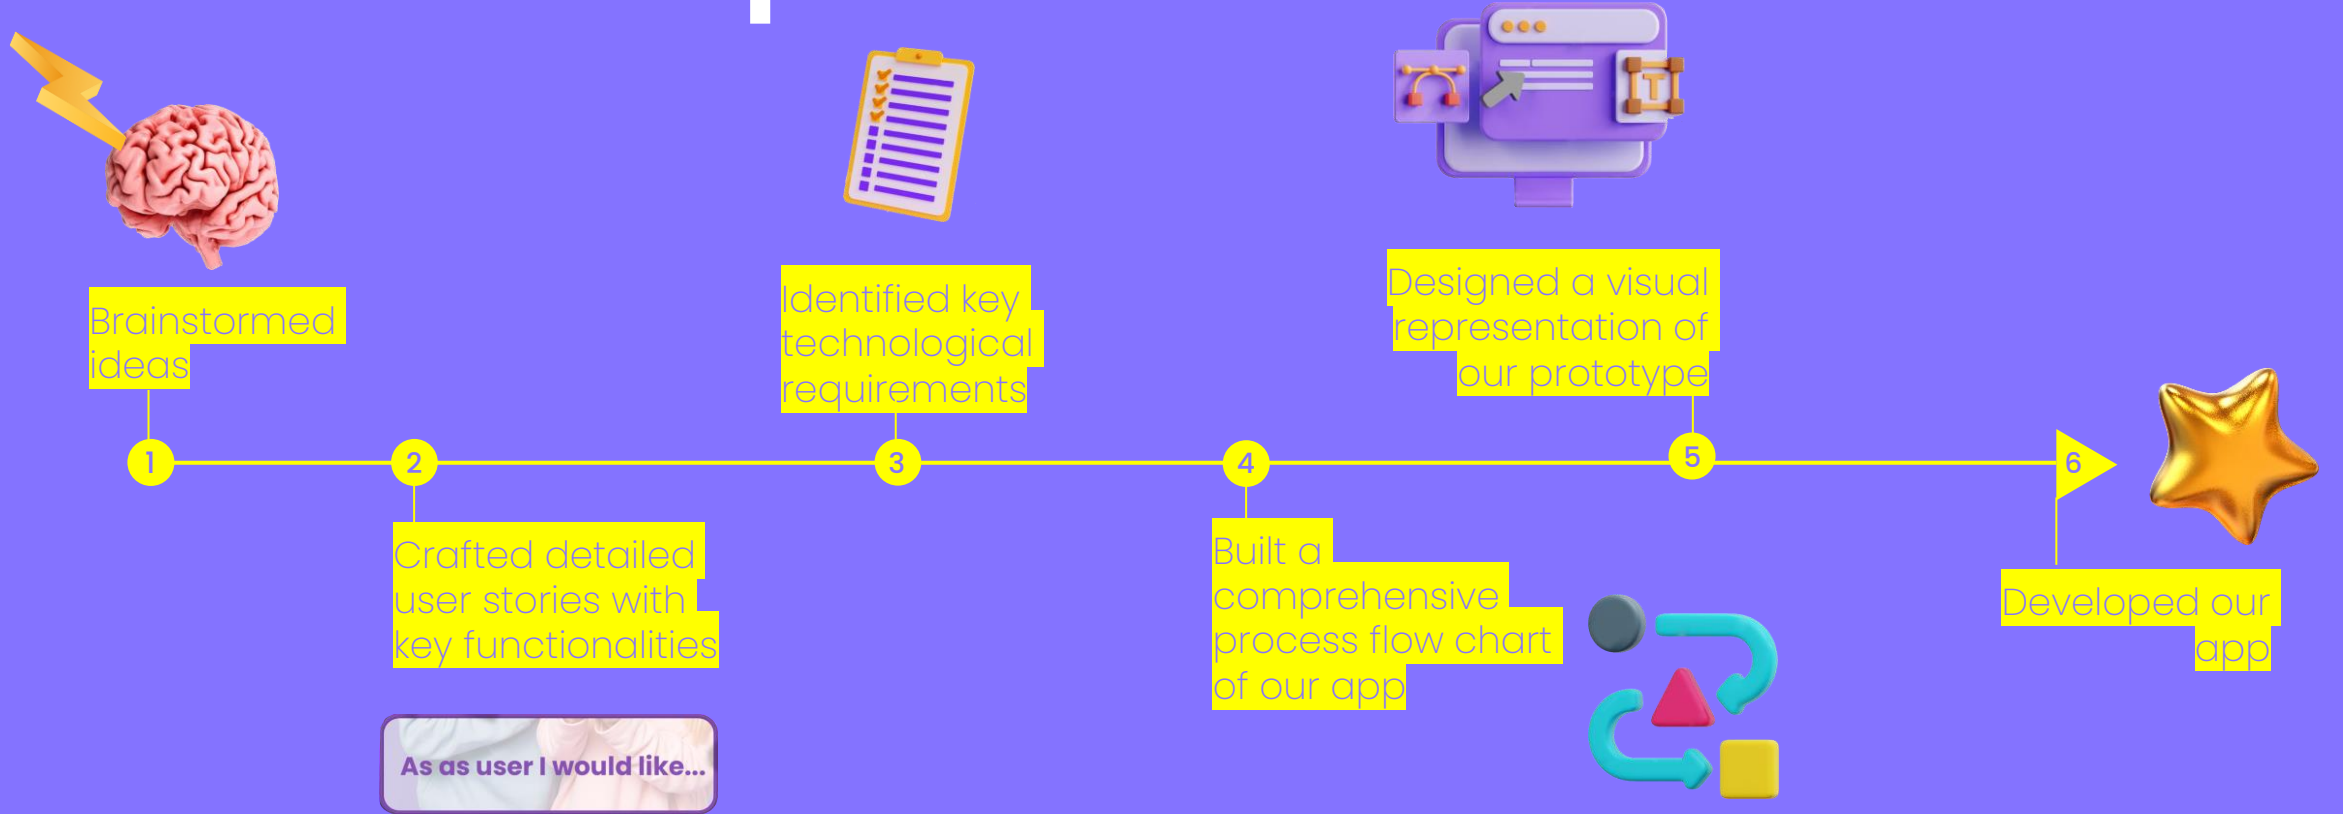 Brainstormed
ideas
1
2
Crafted detailed
user stories with
key functionalities
As as user I would like...
Identified key
technological
requirements
3
4
Built a
comprehensive
process flow chart
of our app
Designed a visual
representation of
our prototype
T
5
6
Developed our
app